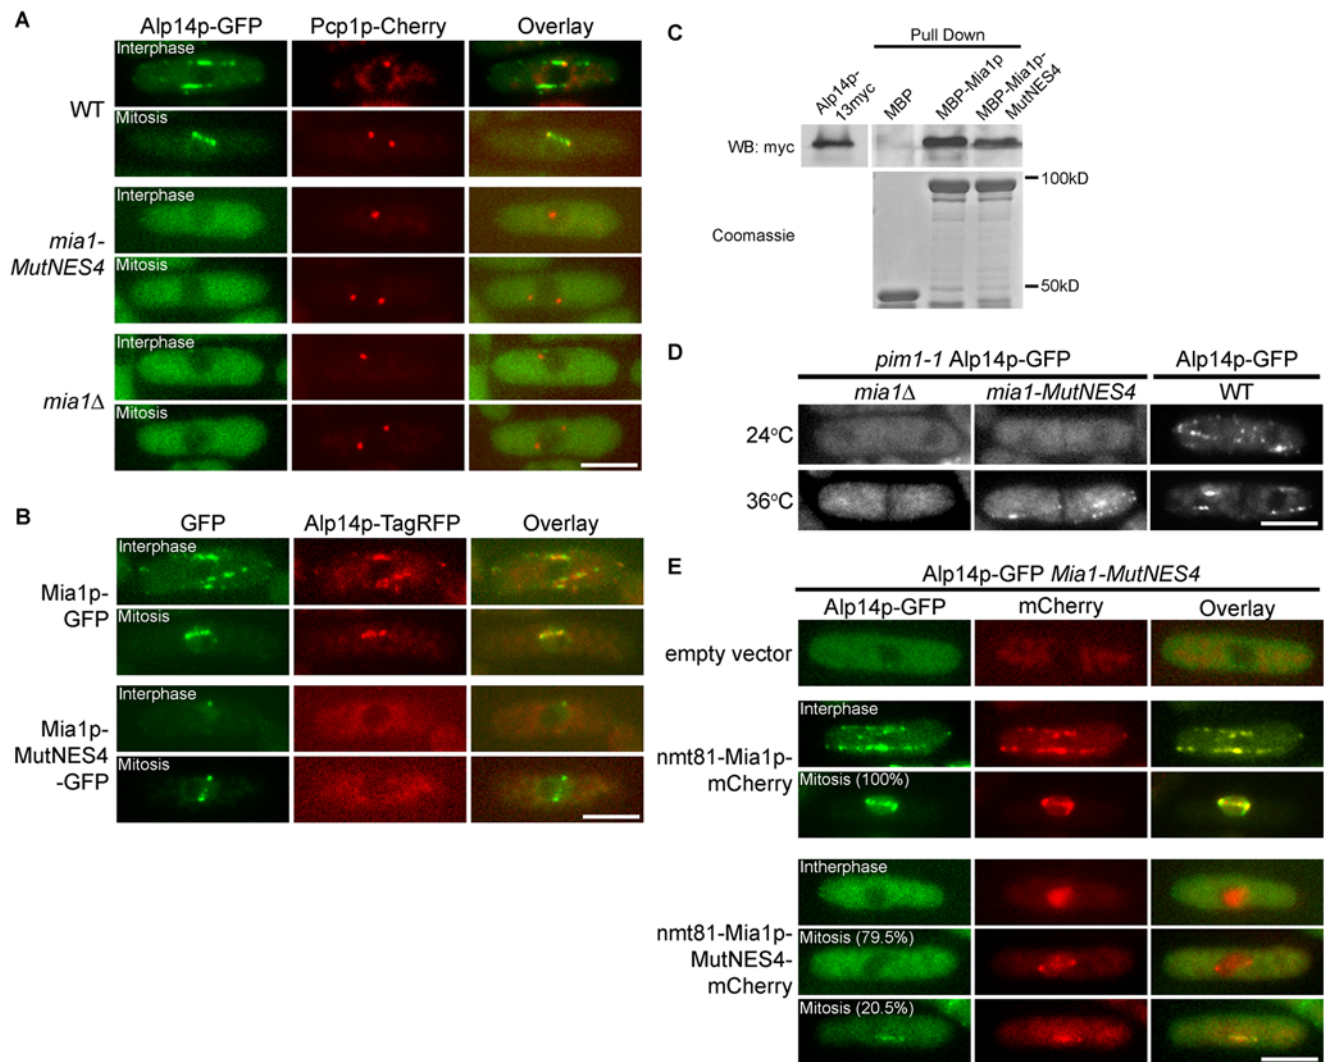 A
Alp14p-GFP Pcp1p-Cherry Overlay
WT
Interphase
Mitosis
mia1-
MutNES4
Interphase
Mitosis
mia1Δ
Interphase
Mitosis
B
GFP Alp14p-TagRFP Overlay
Mia1p-
GFP
Interphase
Mitosis
Mia1p-
MutNES4
-GFP
Interphase
Mitosis
C
Pull Down
Alp14p-
13myc
MBP
MBP-Mia1p
MBP-Mia1p-
MutNES4
WB: myc
Coomassie
100kD
50kD
D
pim1-1 Alp14p-GFP Alp14p-GFP
mia1Δ mia1-MutNES4 WT
24°C
36°C
E
Alp14p-GFP Mia1-MutNES4
Alp14p-GFP mCherry Overlay
empty vector
nmt81-Mia1p-
mCherry
Interphase
Mitosis (100%)
nmt81-Mia1p-
MutNES4-
mCherry
Intherphase
Mitosis (79.5%)
Mitosis (20.5%)